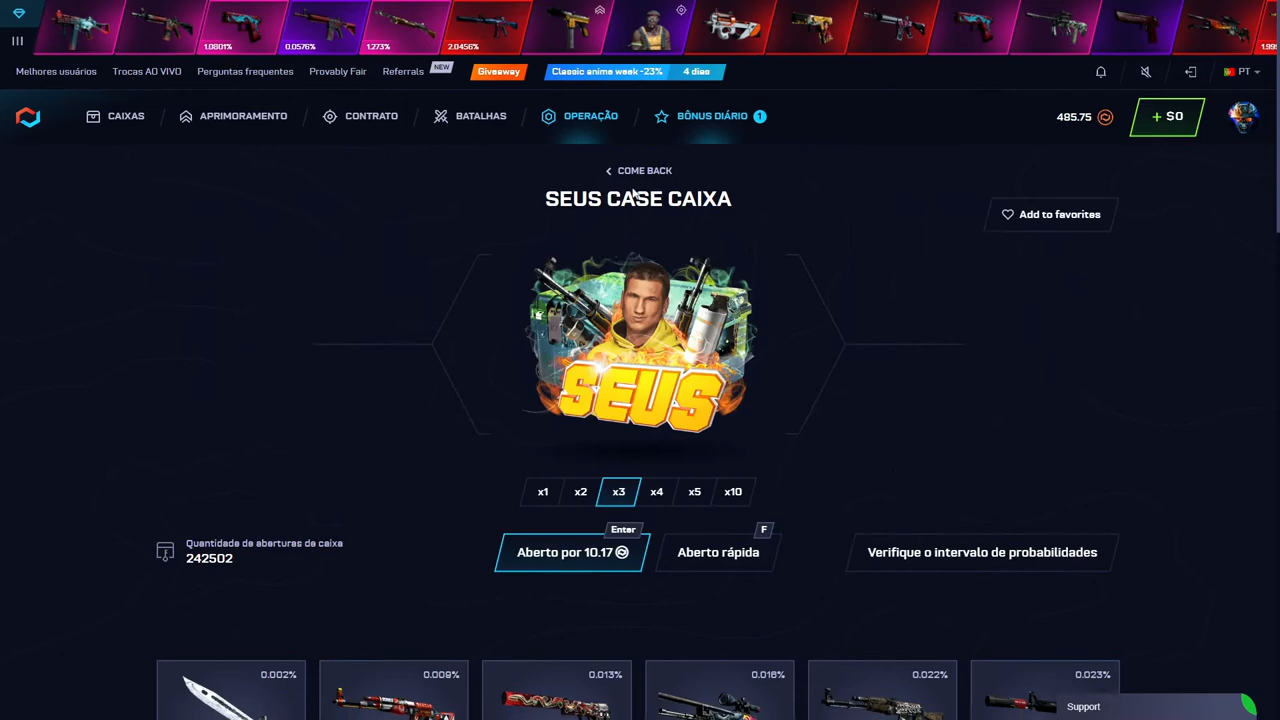 1.0801%
0.0576%
1.273%
2.0456%
Melhores usuários
Trocas AO VIVO
Perguntas frequentes
Provably Fair
Referrals
NEW
Giveaway
Classic anime week -23%
4 dias
PT
CAIXAS
APRIMORAMENTO
CONTRATO
BATALHAS
OPERAÇÃO
BÔNUS DIÁRIO 1
485.75
+ $0
COME BACK
SEUS CASE CAIXA
Add to favorites
SEUS
x1
x2
x3
x4
x5
x10
Quantidade de aberturas de caixa
242502
Enter
Aberto por 10.17
F
Aberto rápida
Verifique o intervalo de probabilidades
0.002%
0.009%
0.013%
0.016%
0.022%
0.023%
Support